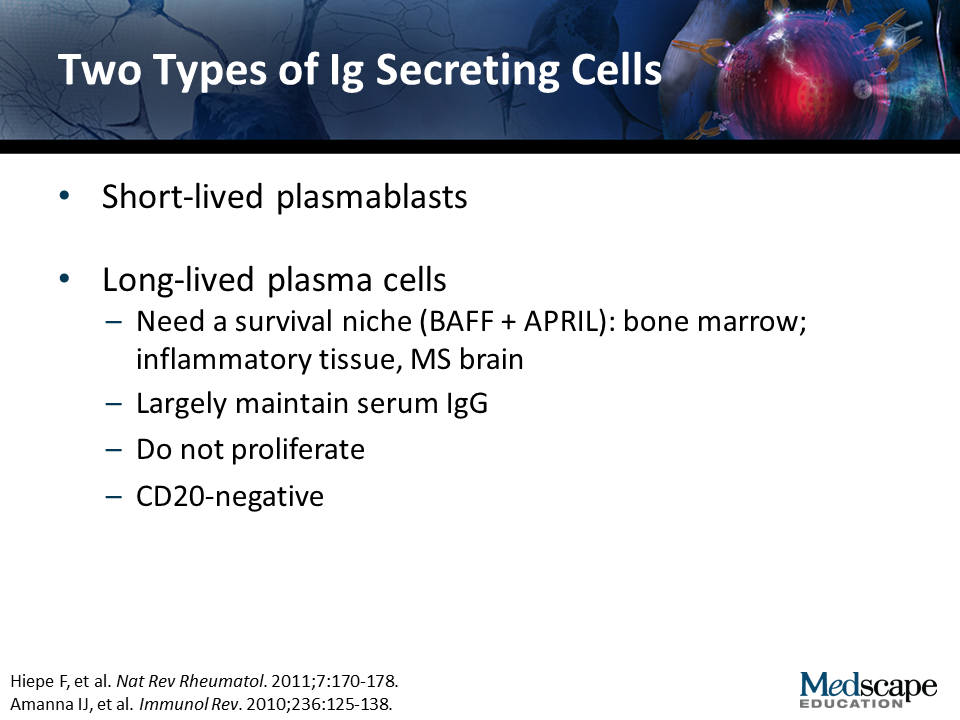 Two Types of Ig Secreting Cells
• Short-lived plasmablasts
• Long-lived plasma cells
– Need a survival niche (BAFF + APRIL): bone marrow;
inflammatory tissue, MS brain
– Largely maintain serum IgG
– Do not proliferate
– CD20-negative
Hiepe F, et al. Nat Rev Rheumatol. 2011;7:170-178.
Amanna IJ, et al. Immunol Rev. 2010;236:125-138.
Medscape
EDUCATION